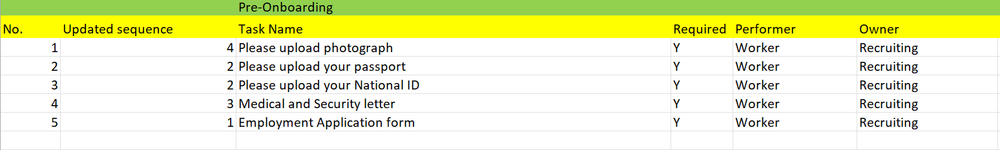 Pre-Onboarding
No. Updated sequence Task Name Required Performer Owner
1 4 Please upload photograph Y Worker Recruiting
2 2 Please upload your passport Y Worker Recruiting
3 2 Please upload your National ID Y Worker Recruiting
4 3 Medical and Security letter Y Worker Recruiting
5 1 Employment Application form Y Worker Recruiting